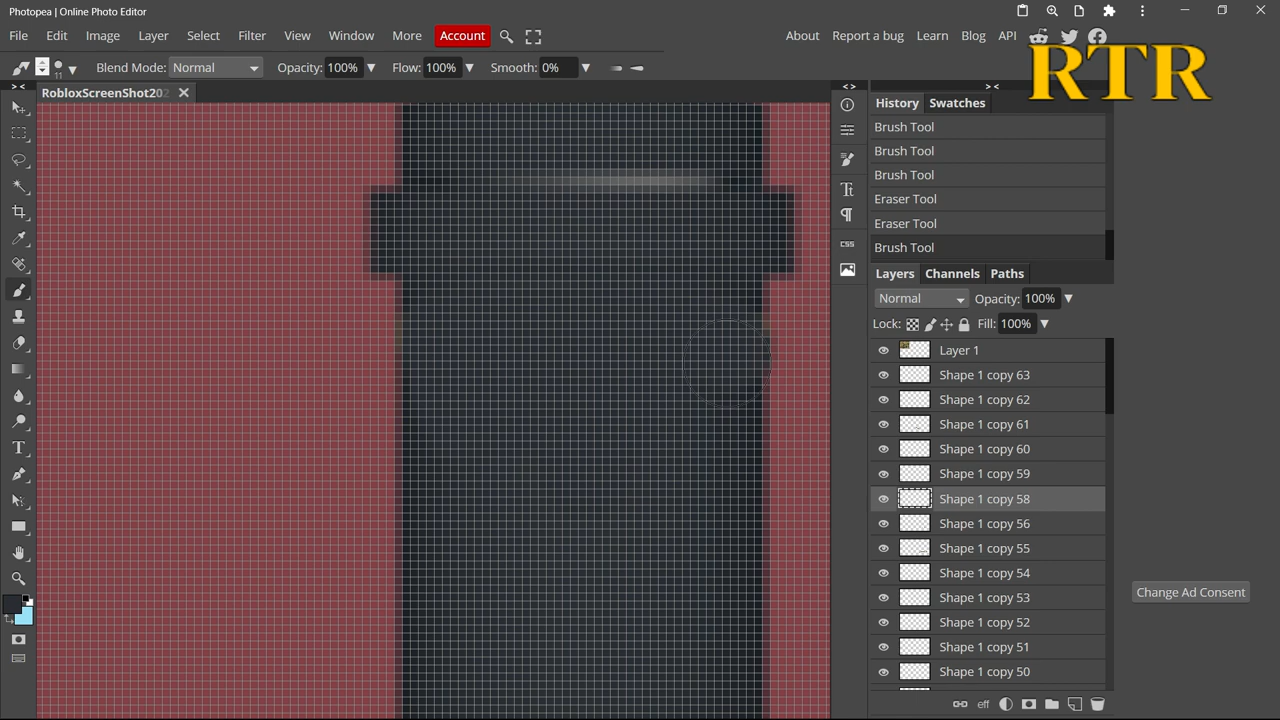 Photopea | Online Photo Editor
File Edit Image Layer Select Filter View Window More Account About Report a bug Learn Blog API
RTR
11 Blend Mode: Normal Opacity: 100% Flow: 100% Smooth: 0%
RobloxScreenShot202
History Swatches
Brush Tool
Brush Tool
Brush Tool
Eraser Tool
Eraser Tool
Brush Tool
CSS
Layers Channels Paths
Normal Opacity: 100%
Lock: Fill: 100%
Layer 1
Shape 1 copy 63
Shape 1 copy 62
Shape 1 copy 61
Shape 1 copy 60
Shape 1 copy 59
Shape 1 copy 58
Shape 1 copy 56
Shape 1 copy 55
Shape 1 copy 54
Shape 1 copy 53
Shape 1 copy 52
Shape 1 copy 51
Shape 1 copy 50
Change Ad Consent
eff